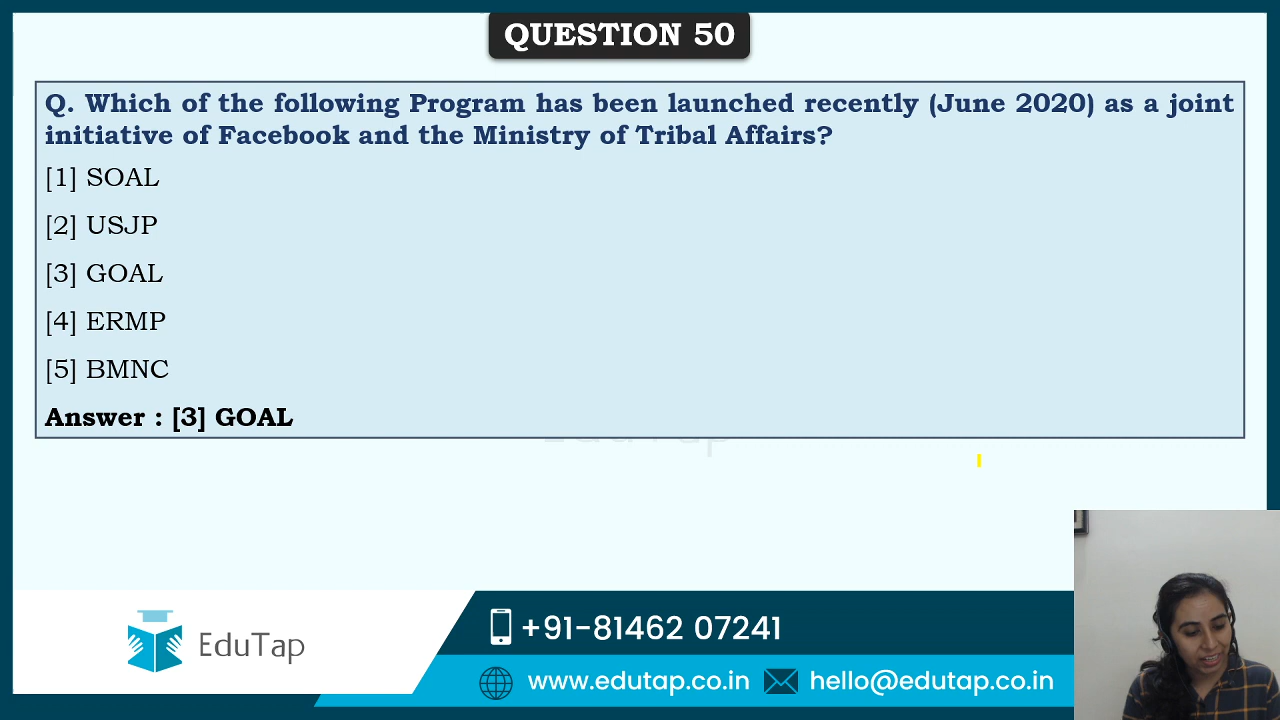 QUESTION 50
Q. Which of the following Program has been launched recently (June 2020) as a joint
initiative of Facebook and the Ministry of Tribal Affairs?
[1] SOAL
[2] USJP
[3] GOAL
[4] ERMP
[5] BMNC
Answer : [3] GOAL
EduTap
EduTap
+91-81462 07241
www.edutap.co.in hello@edutap.co.in